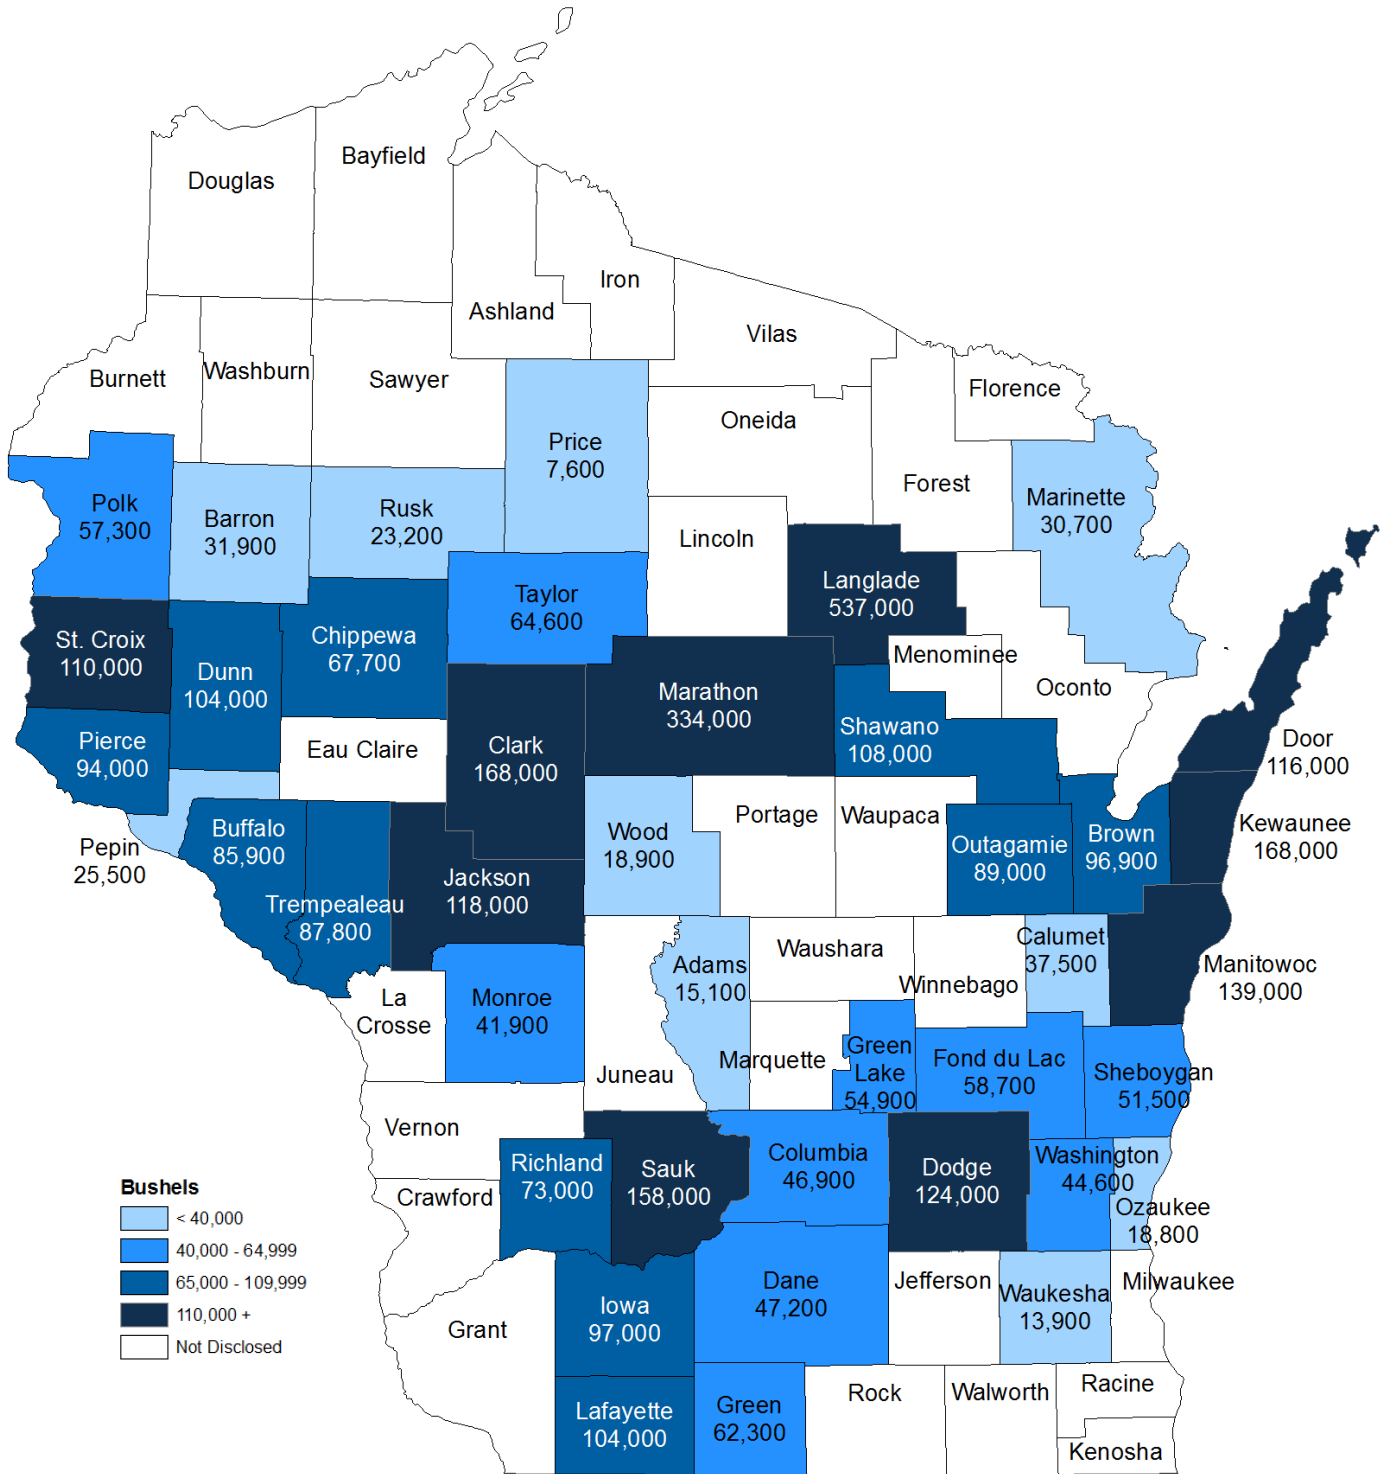 Bayfield
Douglas
Iron
Ashland
Vilas
Washburn
Burnett
Sawyer
Florence
Oneida
Price
7,600
Forest
Marinette
30,700
Polk
57,300
Barron
31,900
Rusk
23,200
Lincoln
Langlade
537,000
Taylor
64,600
St. Croix
110,000
Chippewa
67,700
Dunn
104,000
Menominee
Oconto
Marathon
334,000
Shawano
108,000
Pierce
94,000
Eau Claire
Clark
168,000
Door
116,000
Portage
Waupaca
Wood
18,900
Buffalo
85,900
Pepin
25,500
Outagamie
89,000
Brown
96,900
Kewaunee
168,000
Jackson
118,000
Trempealeau
87,800
Calumet
37,500
Waushara
Adams
15,100
Winnebago
Manitowoc
139,000
La
Crosse
Monroe
41,900
Juneau
Marquette
Green
Lake
54,900
Fond du Lac
58,700
Sheboygan
51,500
Vernon
Richland
73,000
Sauk
158,000
Columbia
46,900
Dodge
124,000
Washington
44,600
Ozaukee
18,800
Crawford
Bushels
< 40,000
40,000 - 64,999
65,000 - 109,999
110,000 +
Not Disclosed
Dane
47,200
Jefferson
Waukesha
13,900
Milwaukee
Iowa
97,000
Grant
Lafayette
104,000
Green
62,300
Rock
Walworth
Racine
Kenosha